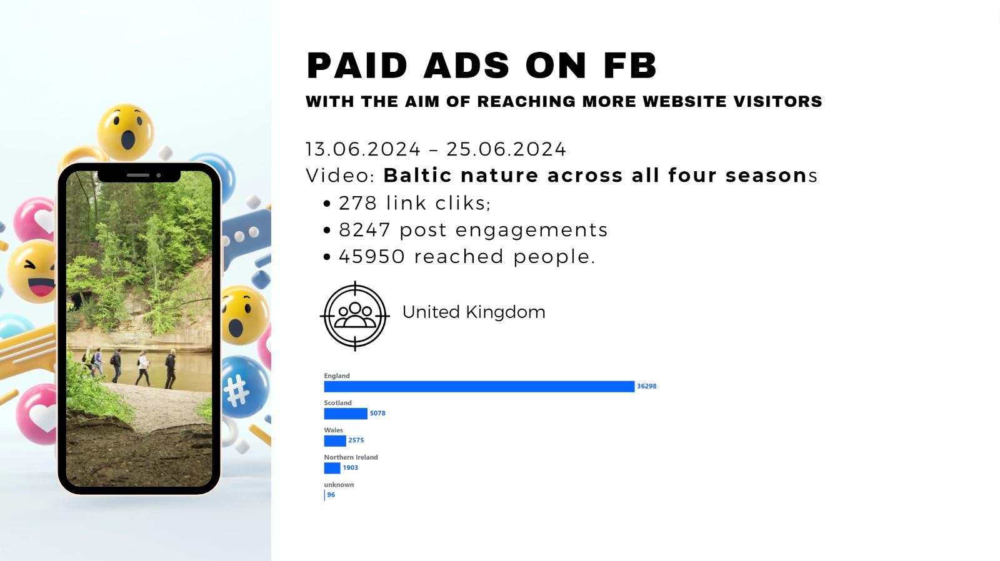 PAID ADS ON FB
WITH THE AIM OF REACHING MORE WEBSITE VISITORS
13.06.2024 – 25.06.2024
Video: Baltic nature across all four seasons
• 278 link cliks;
• 8247 post engagements
• 45950 reached people.
United Kingdom
England
36298
Scotland
5078
Wales
2575
Northern Ireland
1903
unknown
96
#